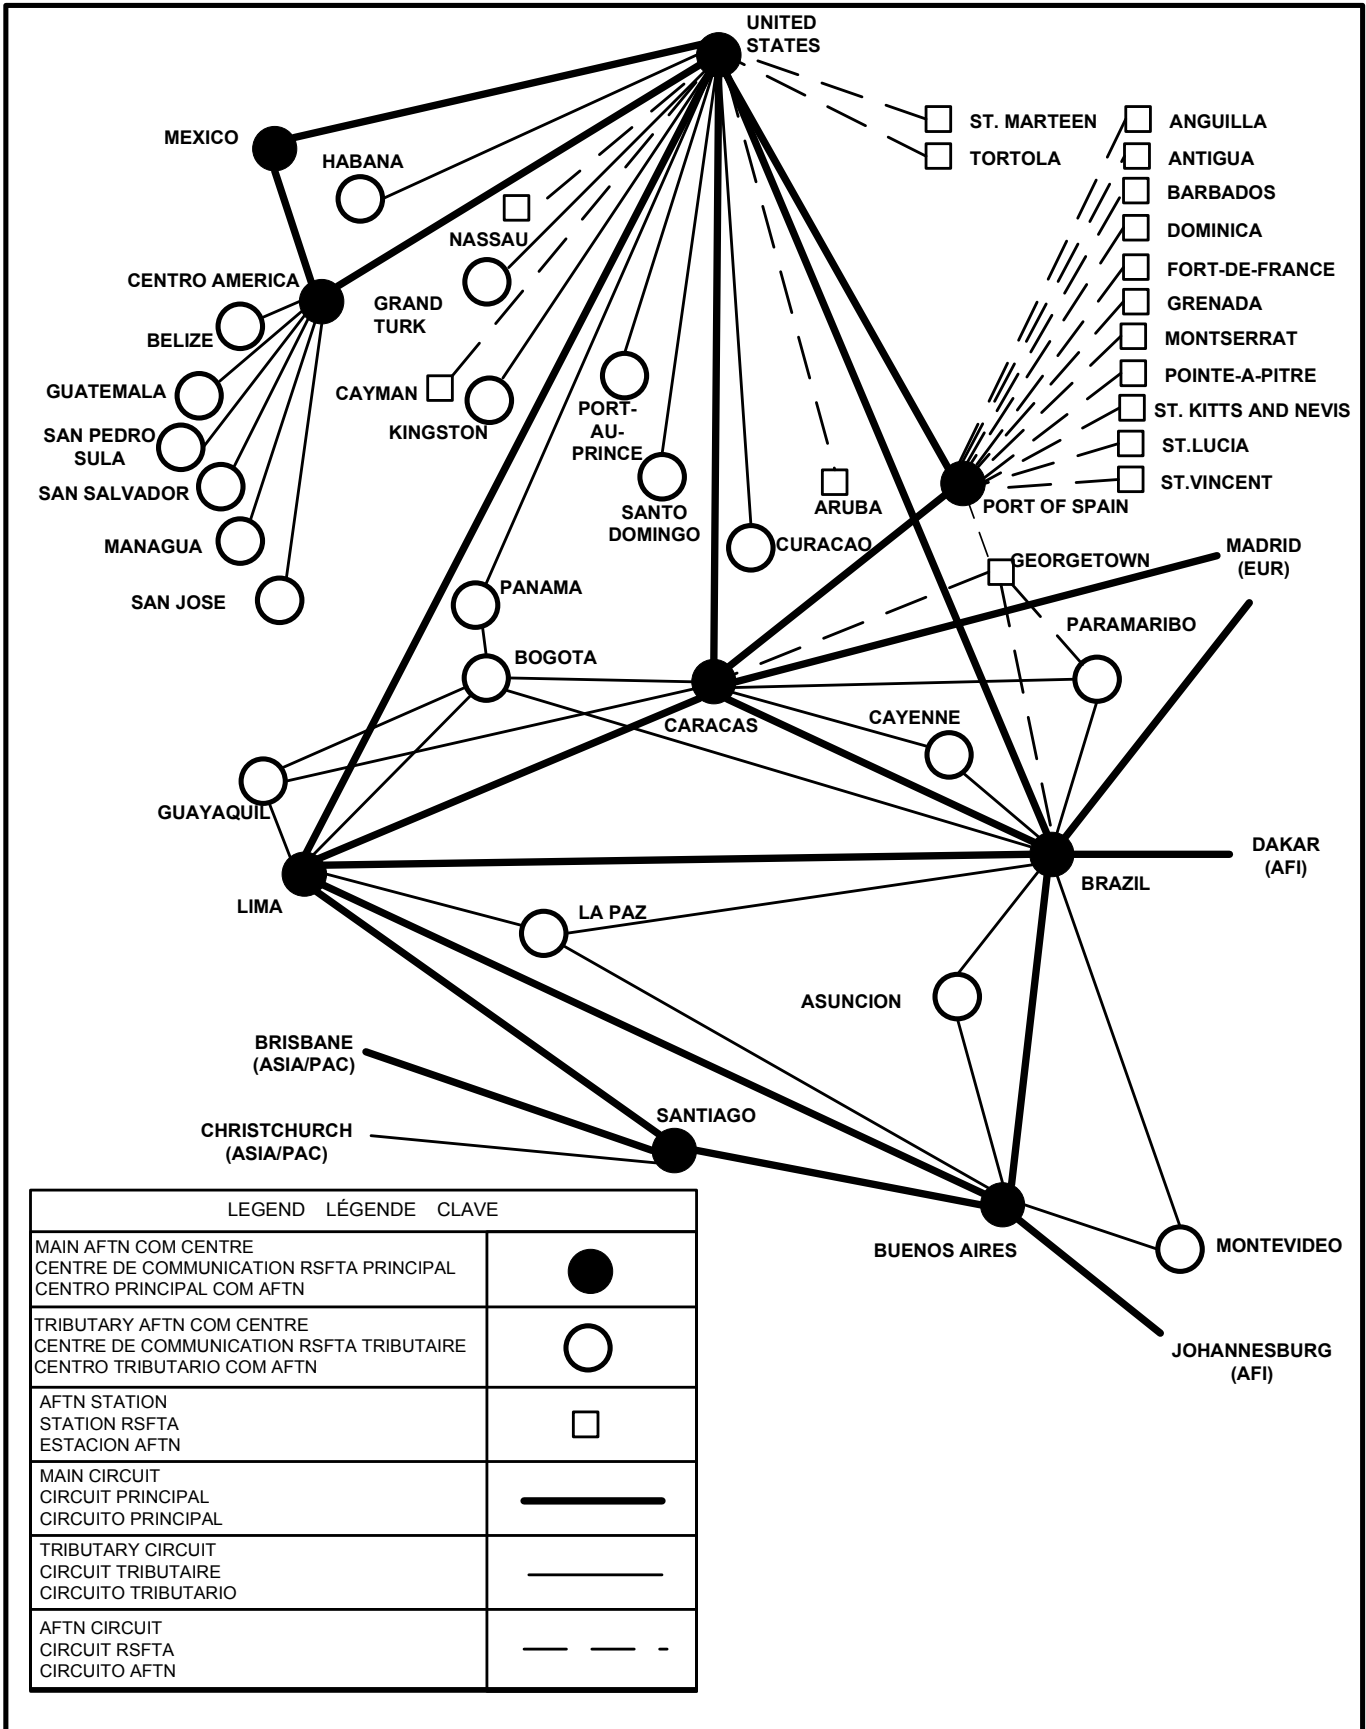 UNITED
STATES
MEXICO
HABANA
ST. MARTEEN
ANGUILLA
TORTOLA
ANTIGUA
BARBADOS
NASSAU
DOMINICA
FORT-DE-FRANCE
CENTRO AMERICA
GRAND
TURK
GRENADA
BELIZE
MONTSERRAT
GUATEMALA
CAYMAN
POINTE-A-PITRE
KINGSTON
PORT-
AU-
PRINCE
ST. KITTS AND NEVIS
SAN PEDRO
SULA
ST.LUCIA
SAN SALVADOR
ST.VINCENT
SANTO
DOMINGO
ARUBA
PORT OF SPAIN
MANAGUA
CURACAO
GEORGETOWN
MADRID
(EUR)
SAN JOSE
PANAMA
PARAMARIBO
BOGOTA
CARACAS
CAYENNE
GUAYAQUIL
DAKAR
(AFI)
LIMA
BRAZIL
LA PAZ
ASUNCION
BRISBANE
(ASIA/PAC)
SANTIAGO
CHRISTCHURCH
(ASIA/PAC)
BUENOS AIRES
MONTEVIDEO
JOHANNESBURG
(AFI)
LEGEND LÉGENDE CLAVE
MAIN AFTN COM CENTRE
CENTRE DE COMMUNICATION RSFTA PRINCIPAL
CENTRO PRINCIPAL COM AFTN
TRIBUTARY AFTN COM CENTRE
CENTRE DE COMMUNICATION RSFTA TRIBUTAIRE
CENTRO TRIBUTARIO COM AFTN
AFTN STATION
STATION RSFTA
ESTACION AFTN
MAIN CIRCUIT
CIRCUIT PRINCIPAL
CIRCUITO PRINCIPAL
TRIBUTARY CIRCUIT
CIRCUIT TRIBUTAIRE
CIRCUITO TRIBUTARIO
AFTN CIRCUIT
CIRCUIT RSFTA
CIRCUITO AFTN